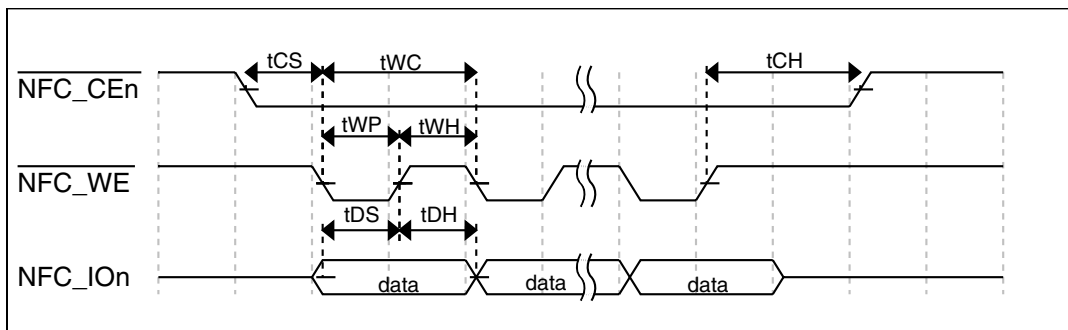 tCS tWC tCH
NFC_CEn
tWP tWH
NFC_WE
tDS tDH
NFC_IOn data data data